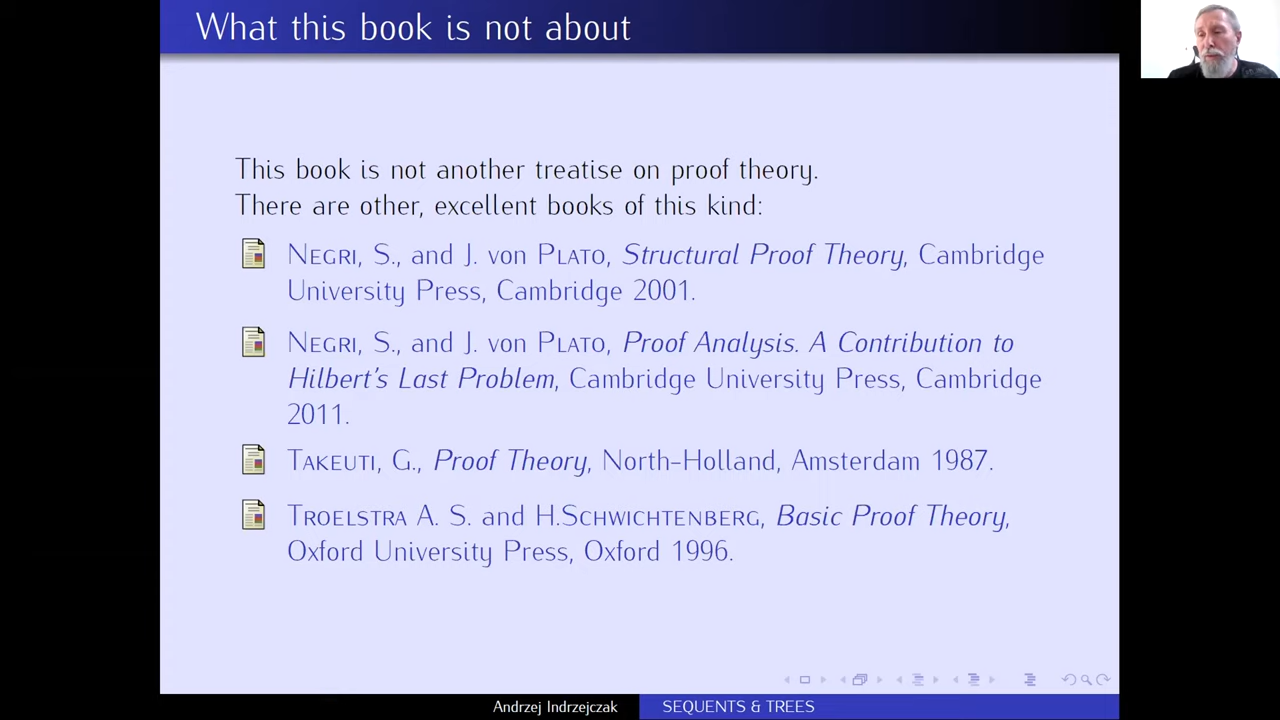 What this book is not about
This book is not another treatise on proof theory.
There are other, excellent books of this kind:
NEGRI, S., and J. von PLATO, Structural Proof Theory, Cambridge
University Press, Cambridge 2001.
NEGRI, S., and J. von PLATO, Proof Analysis. A Contribution to
Hilbert's Last Problem, Cambridge University Press, Cambridge
2011.
TAKEUTI, G., Proof Theory, North-Holland, Amsterdam 1987.
TROELSTRA A. S. and H.SCHWICHTENBERG, Basic Proof Theory,
Oxford University Press, Oxford 1996.
Andrzej Indrzejczak
SEQUENTS & TREES